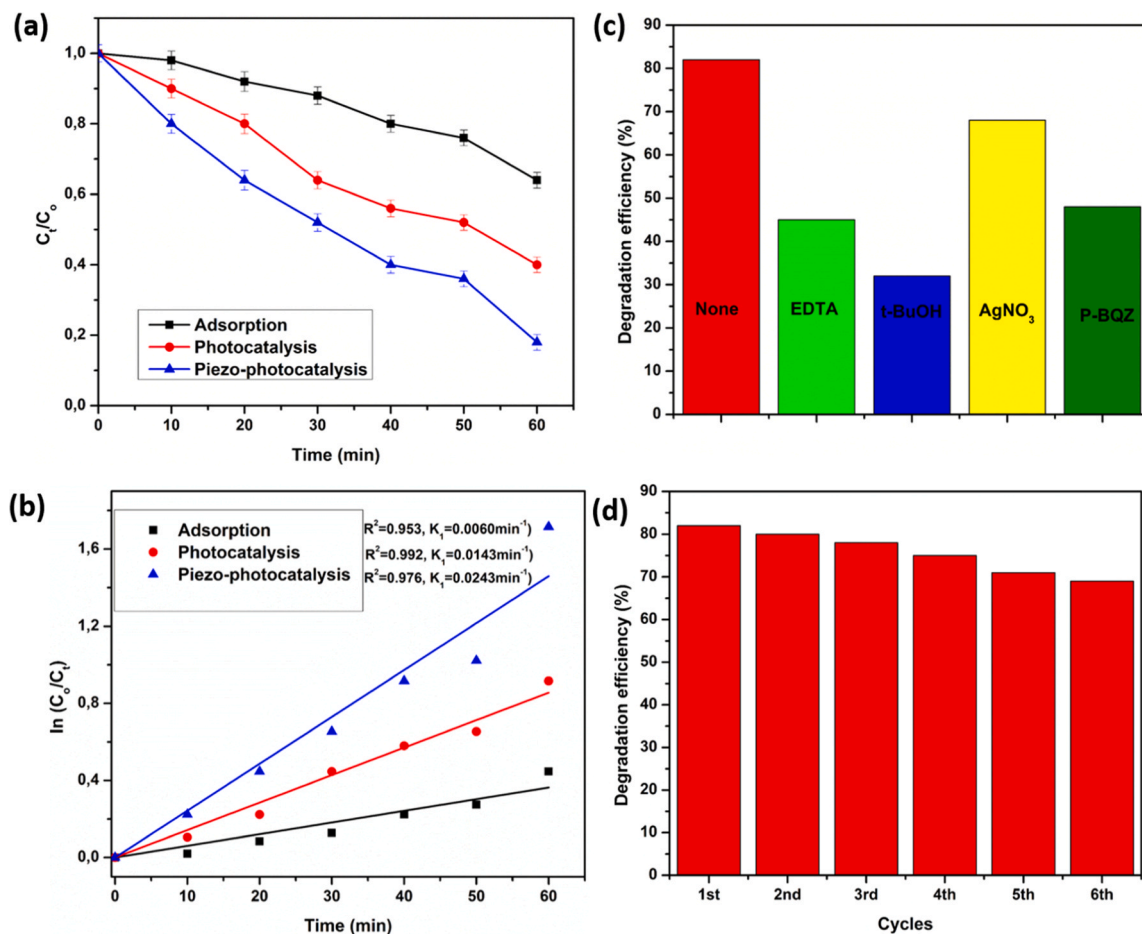 (a)
1,0
0,8
0,6
0,4
0,2
0,0
Cₜ/Cₒ
Adsorption
Photocatalysis
Piezo-photocatalysis
0 10 20 30 40 50 60
Time (min)
(c)
90
80
70
60
50
40
30
20
10
0
Degradation efficiency (%)
None
EDTA
t-BuOH
AgNO₃
P-BQZ
(b)
1,6
1,2
0,8
0,4
0,0
ln (Cₒ/Cₜ)
Adsorption R²=0.953, K₁=0.0060min⁻¹)
Photocatalysis R²=0.992, K₁=0.0143min⁻¹)
Piezo-photocatalysis R²=0.976, K₁=0.0243min⁻¹)
0 10 20 30 40 50 60
Time (min)
(d)
90
80
70
60
50
40
30
20
10
0
Degradation efficiency (%)
1st 2nd 3rd 4th 5th 6th
Cycles